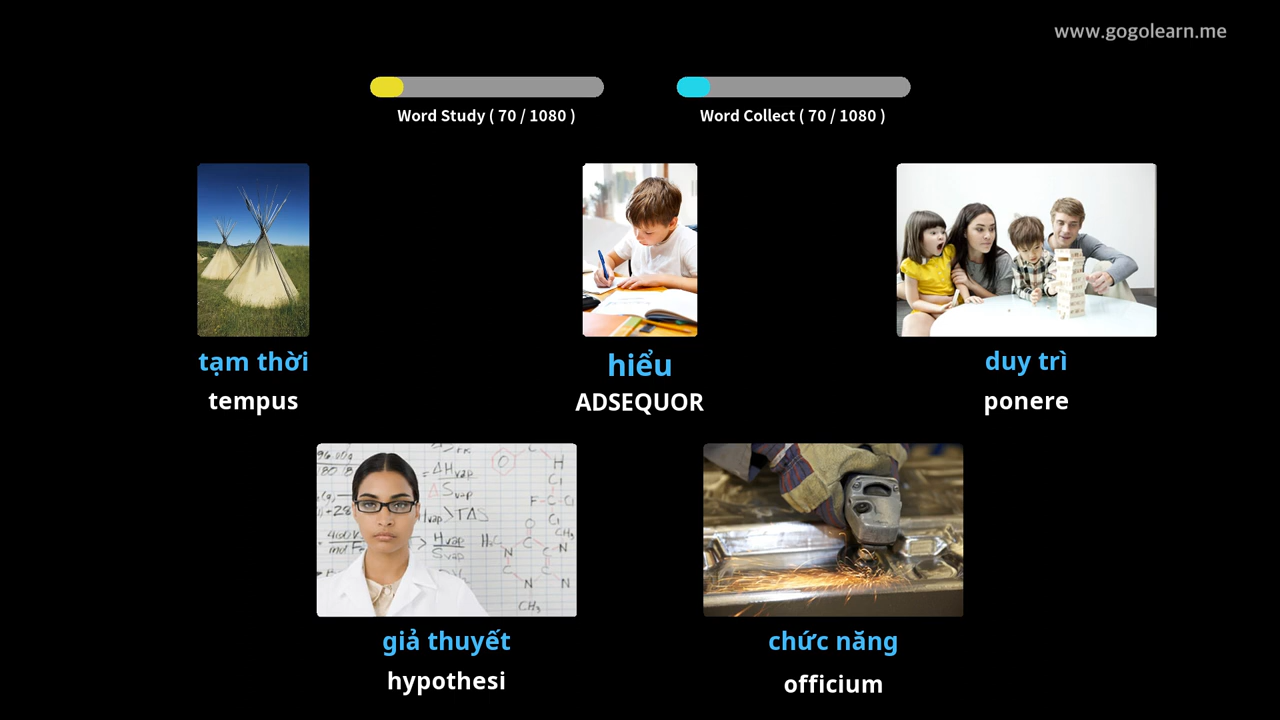 www.gogolearn.me
Word Study ( 70 / 1080 )
Word Collect ( 70 / 1080 )
tạm thời
tempus
hiểu
ADSEQUOR
duy trì
ponere
giả thuyết
hypothesi
chức năng
officium